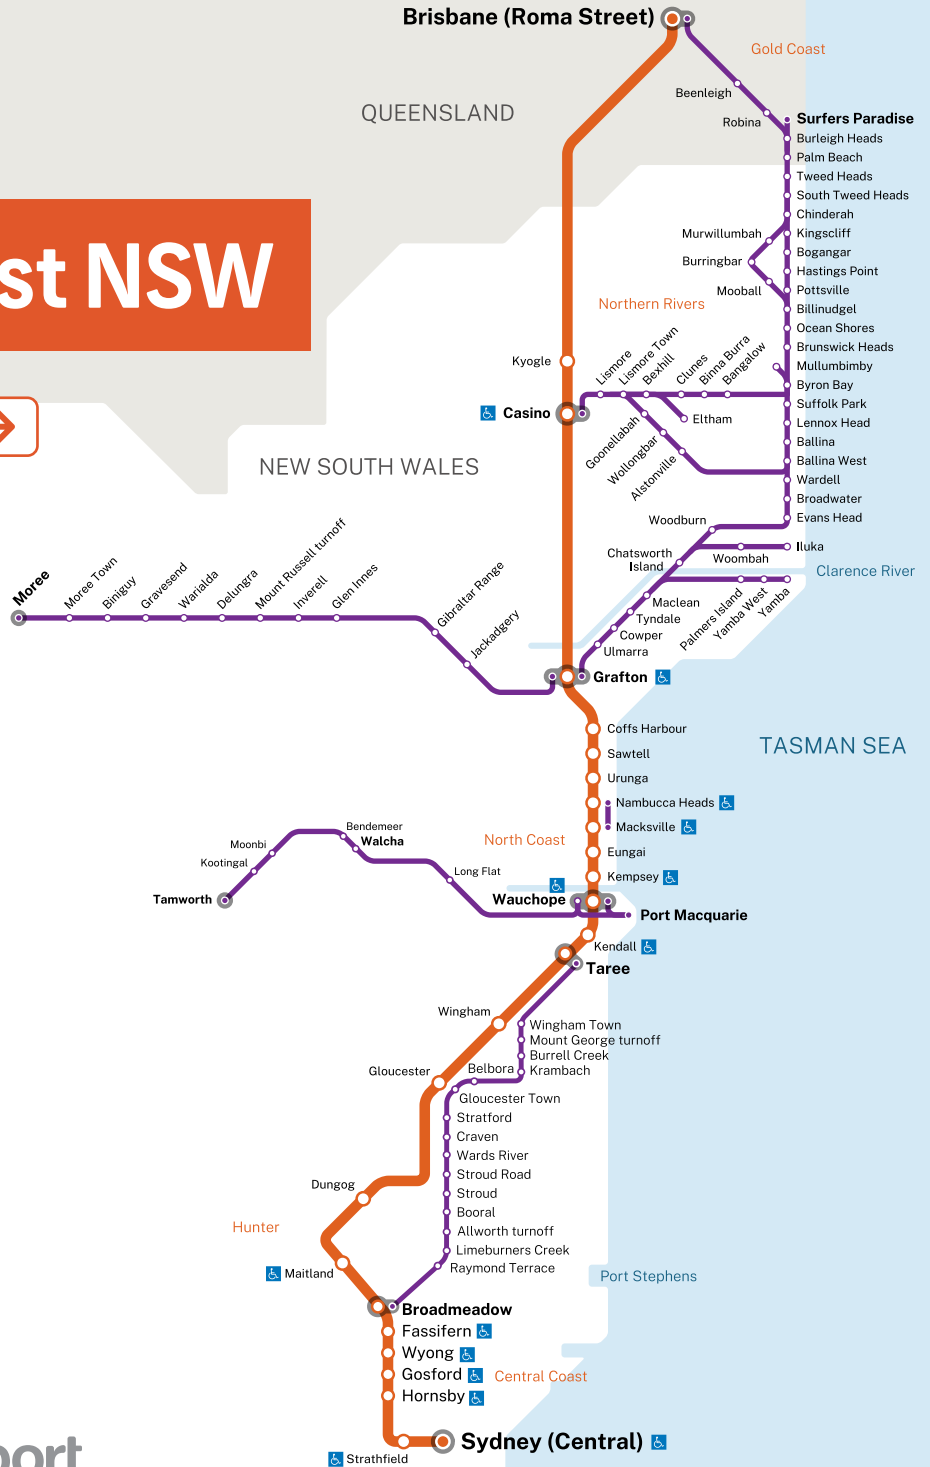 Brisbane (Roma Street)
Gold Coast
Beenleigh
QUEENSLAND
Robina
Surfers Paradise
Burleigh Heads
Palm Beach
Tweed Heads
South Tweed Heads
Chinderah
Murwillumbah
Kingscliff
st NSW
Bogangar
Burringbar
Hastings Point
Mooball
Pottsville
Northern Rivers
Billinudgel
Ocean Shores
Brunswick Heads
Kyogle
Lismore
Lismore Town
Bexhill
Clunes
Binna Burra
Bangalow
Mullumbimby
Byron Bay
Suffolk Park
Casino
Eltham
Lennox Head
Goonellabah
Wollongbar
Alstonville
Ballina
Ballina West
NEW SOUTH WALES
Wardell
Broadwater
Evans Head
Woodburn
Iluka
Woombah
Chatsworth
Island
Clarence River
Moree
Moree Town
Biniguy
Gravesend
Warialda
Delungra
Mount Russell turnoff
Inverell
Glen Innes
Gibraltar Range
Jackadgery
Maclean
Tyndale
Cowper
Ulmarra
Palmers Island
Yamba West
Yamba
Grafton
Coffs Harbour
TASMAN SEA
Sawtell
Urunga
Nambucca Heads
Macksville
North Coast
Eungai
Kempsey
Bendemeer
Walcha
Moonbi
Kootingal
Long Flat
Tamworth
Wauchope
Port Macquarie
Kendall
Taree
Wingham
Wingham Town
Mount George turnoff
Burrell Creek
Krambach
Belbora
Gloucester
Gloucester Town
Stratford
Craven
Wards River
Stroud Road
Dungog
Stroud
Booral
Hunter
Allworth turnoff
Limeburners Creek
Raymond Terrace
Maitland
Port Stephens
Broadmeadow
Fassifern
Wyong
Gosford
Central Coast
Hornsby
Sydney (Central)
Strathfield
port